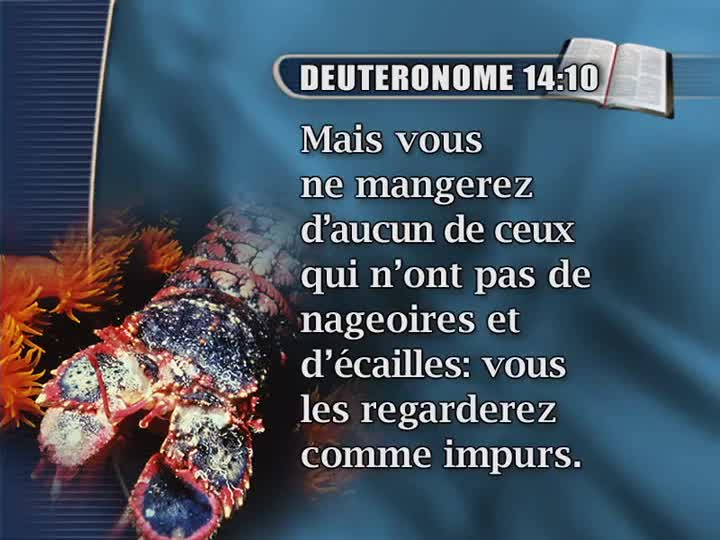 DEUTERONOME 14:10
Mais vous
ne mangerez
d’aucun de ceux
qui n’ont pas de
nageoires et
d’écailles: vous
les regarderez
comme impurs.